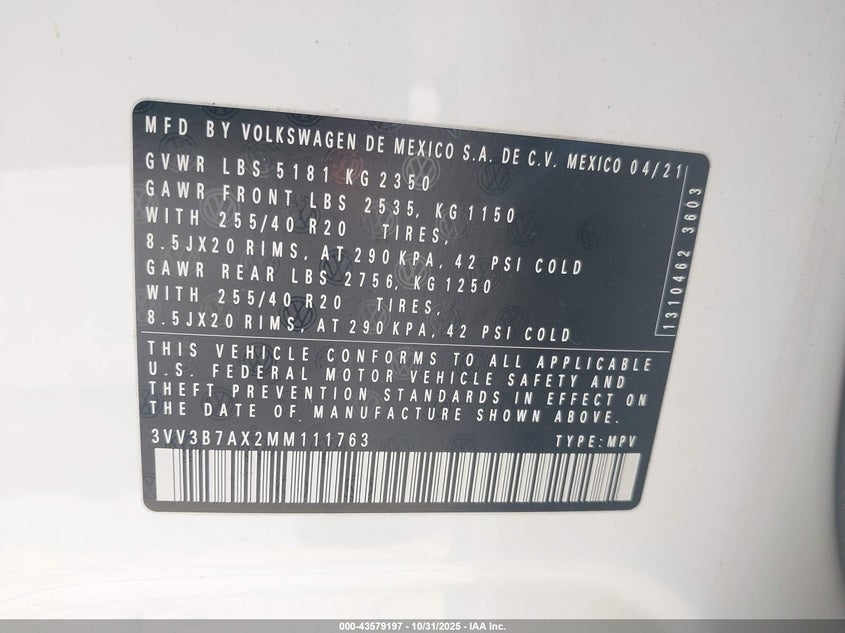 MFD BY VOLKSWAGEN DE MEXICO S.A. DE C.V. MEXICO 04/21
GVWR LBS 5181 KG 2350
GAWR FRONT LBS 2535, KG 1150
WITH 255/40 R20 TIRES,
8.5JX20 RIMS, AT 290 KPA, 42 PSI COLD
GAWR REAR LBS 2756, KG 1250
WITH 255/40 R20 TIRES,
8.5JX20 RIMS, AT 290 KPA, 42 PSI COLD
1310462 3603
THIS VEHICLE CONFORMS TO ALL APPLICABLE
U.S. FEDERAL MOTOR VEHICLE SAFETY AND
THEFT PREVENTION STANDARDS IN EFFECT ON
THE DATE OF MANUFACTURE SHOWN ABOVE.
3VV3B7AX2MM111763 TYPE: MPV
000-43579197 - 10/31/2025 - IAA Inc.